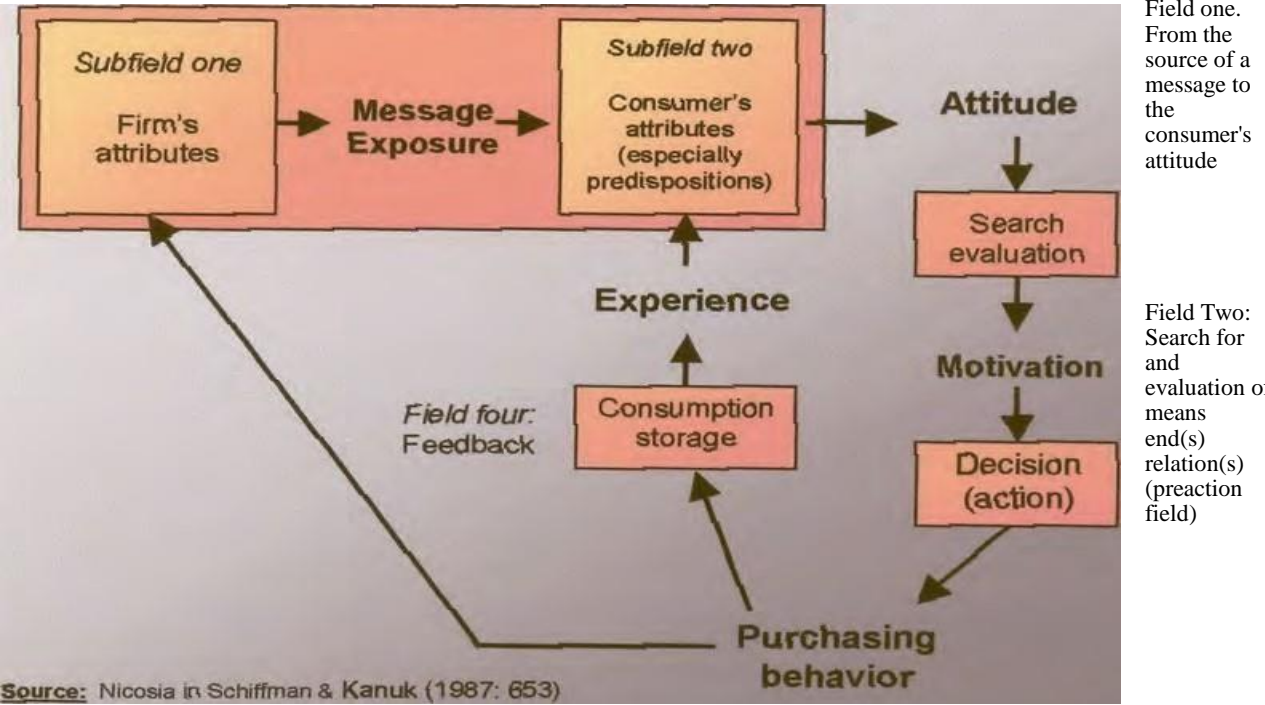 Subfield one
Firm's
attributes
Message
Exposure
Subfield two
Consumer's
attributes
(especially
predispositions)
Attitude
Search
evaluation
Motivation
Decision
(action)
Purchasing
behavior
Experience
Consumption
storage
Field four:
Feedback
Source: Nicosia in Schiffman & Kanuk (1987: 653)
Field one.
From the
source of a
message to
the
consumer's
attitude
Field Two:
Search for
and
evaluation
means
end(s)
relation(s)
(preaction
field)